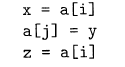 x = a[i]
a[j] = y
z = a[i]